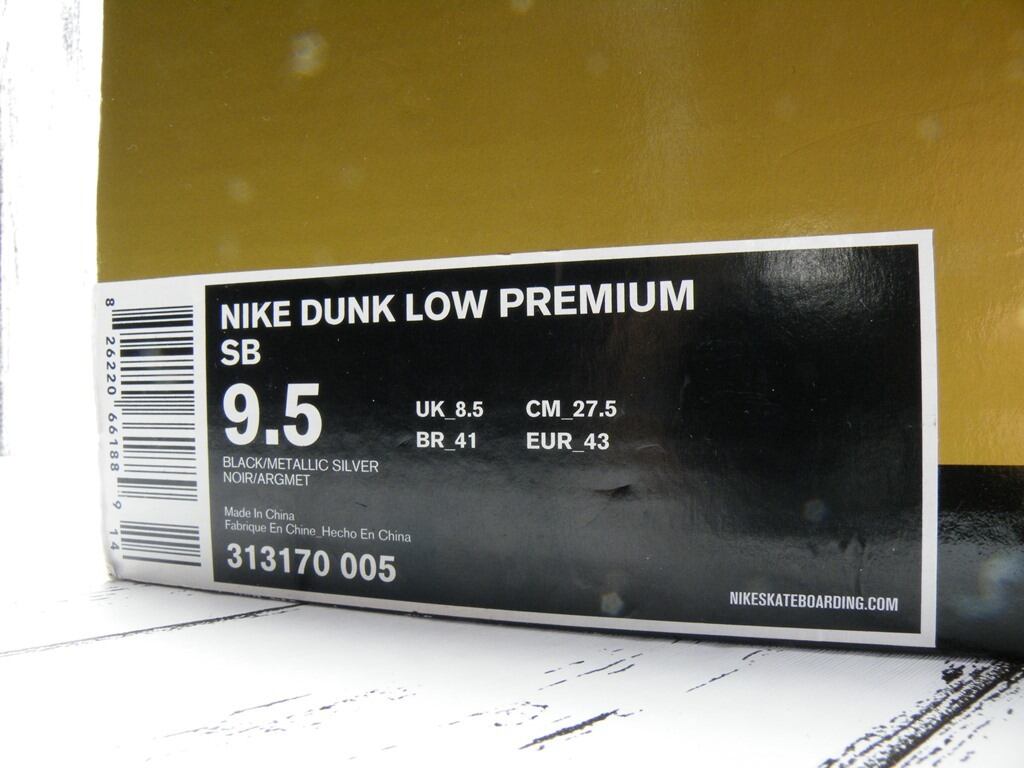 NIKE DUNK LOW PREMIUM
SB
9.5
UK_8.5 CM_27.5
BR_41 EUR_43
BLACK/METALLIC SILVER
NOIR/ARGMET
Made In China
Fabrique En Chine_Hecho En China
313170 005
NIKESKATEBOARDING.COM
8 26220 66188 9 14